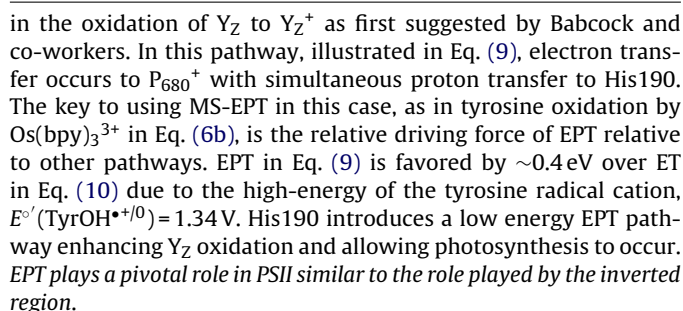 in the oxidation of Y_Z to Y_Z⁺ as first suggested by Babcock and
co-workers. In this pathway, illustrated in Eq. (9), electron trans-
fer occurs to P₆₈₀⁺ with simultaneous proton transfer to His190.
The key to using MS-EPT in this case, as in tyrosine oxidation by
Os(bpy)₃³⁺ in Eq. (6b), is the relative driving force of EPT relative
to other pathways. EPT in Eq. (9) is favored by ∼0.4 eV over ET
in Eq. (10) due to the high-energy of the tyrosine radical cation,
E°′(TyrOH•⁺/⁰) = 1.34 V. His190 introduces a low energy EPT path-
way enhancing Y_Z oxidation and allowing photosynthesis to occur.
EPT plays a pivotal role in PSII similar to the role played by the inverted
region.